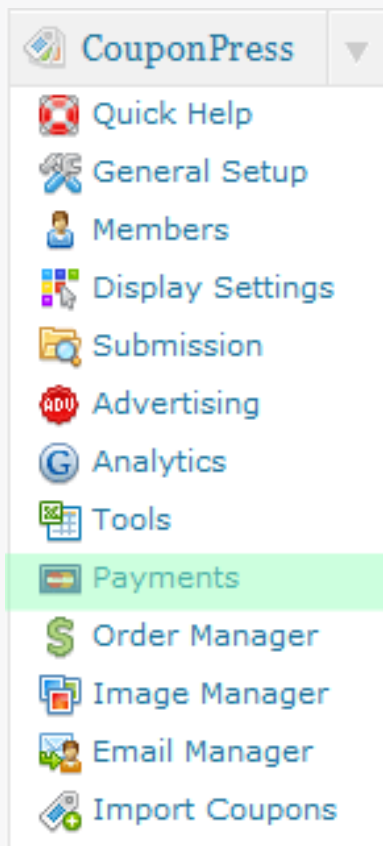 CouponPress
Quick Help
General Setup
Members
Display Settings
Submission
ADV Advertising
G Analytics
Tools
Payments
$ Order Manager
Image Manager
Email Manager
Import Coupons